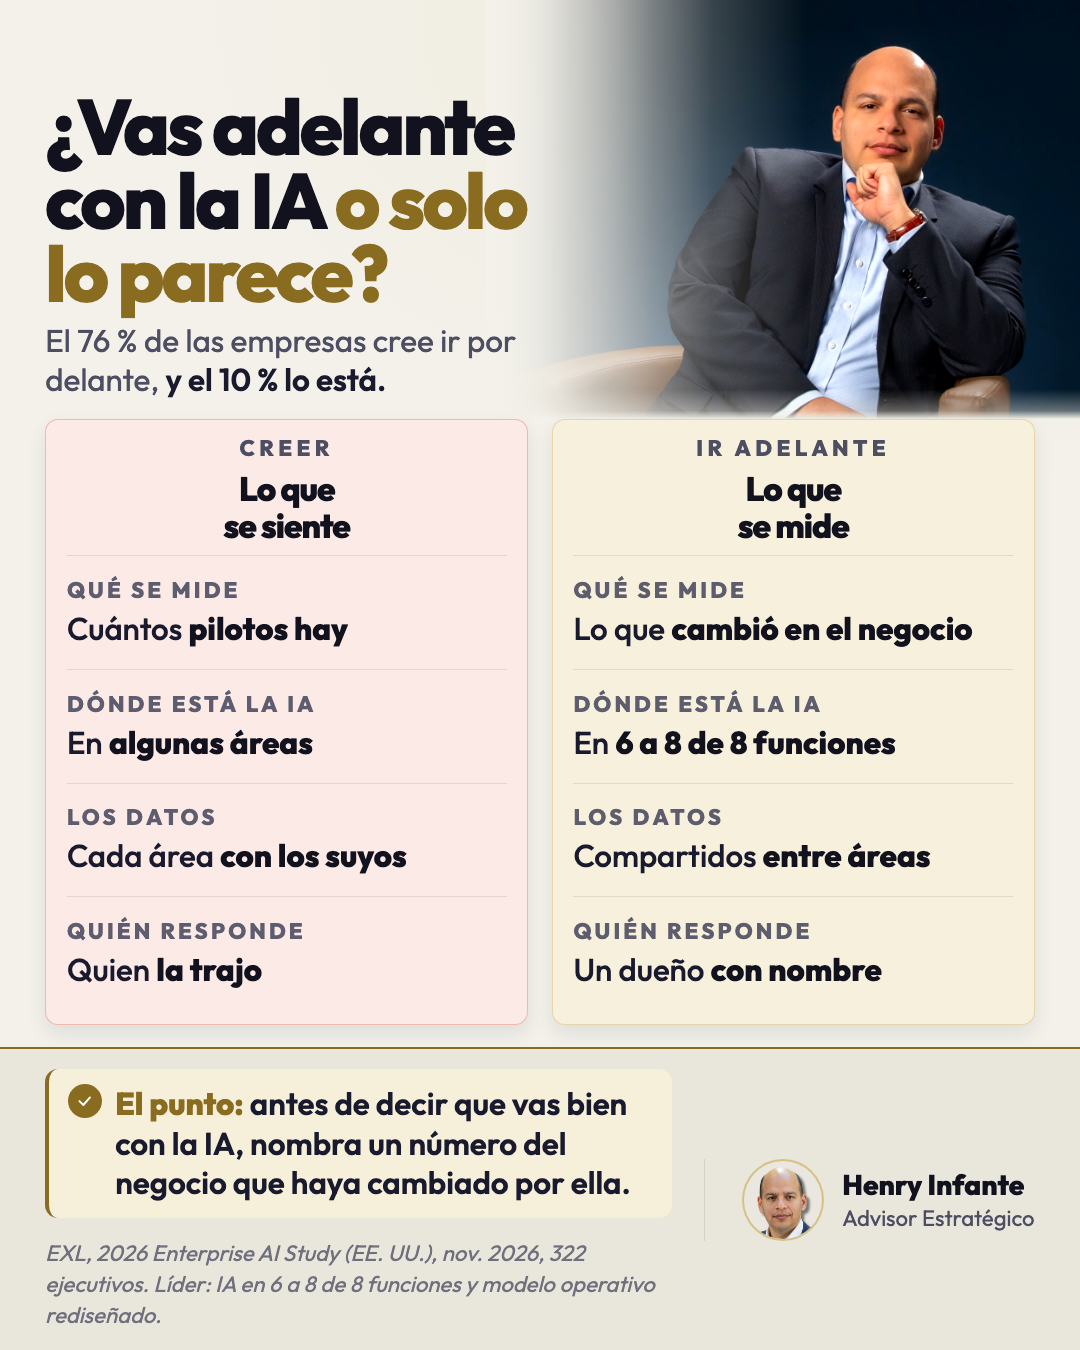 ¿Vas adelante
con la IA o solo
lo parece?
El 76 % de las empresas cree ir por
delante, y el 10 % lo está.
CREER
Lo que
se siente
QUÉ SE MIDE
Cuántos pilotos hay
DÓNDE ESTÁ LA IA
En algunas áreas
LOS DATOS
Cada área con los suyos
QUIÉN RESPONDE
Quien la trajo
IR ADELANTE
Lo que
se mide
QUÉ SE MIDE
Lo que cambió en el negocio
DÓNDE ESTÁ LA IA
En 6 a 8 de 8 funciones
LOS DATOS
Compartidos entre áreas
QUIÉN RESPONDE
Un dueño con nombre
El punto: antes de decir que vas bien
con la IA, nombra un número del
negocio que haya cambiado por ella.
EXL, 2026 Enterprise AI Study (EE. UU.), nov. 2026, 322
ejecutivos. Líder: IA en 6 a 8 de 8 funciones y modelo operativo
rediseñado.
Henry Infante
Advisor Estratégico